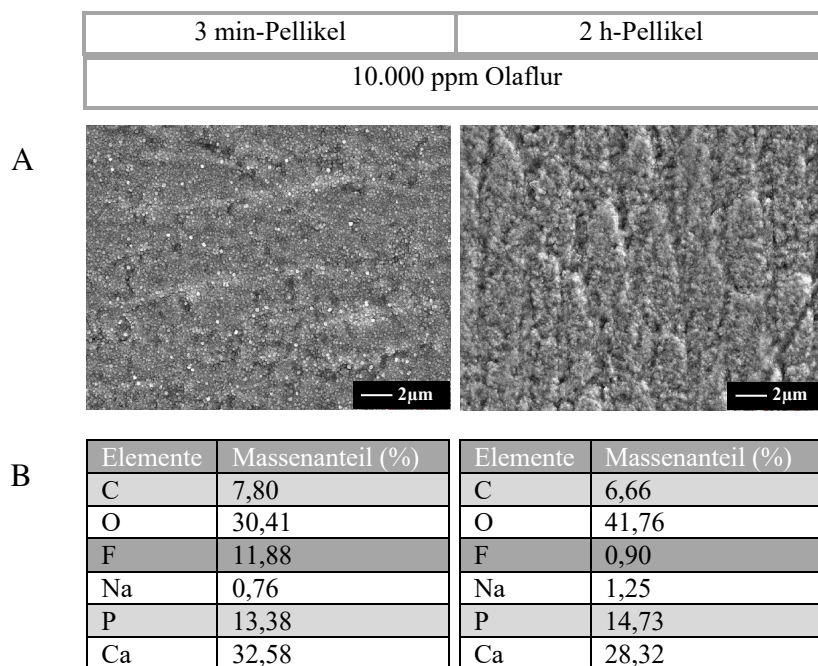 3 min-Pellikel 2 h-Pellikel
10.000 ppm Olaflur
A
2µm 2µm
B
Elemente Massenanteil (%) Elemente Massenanteil (%)
C 7,80 C 6,66
O 30,41 O 41,76
F 11,88 F 0,90
Na 0,76 Na 1,25
P 13,38 P 14,73
Ca 32,58 Ca 28,32